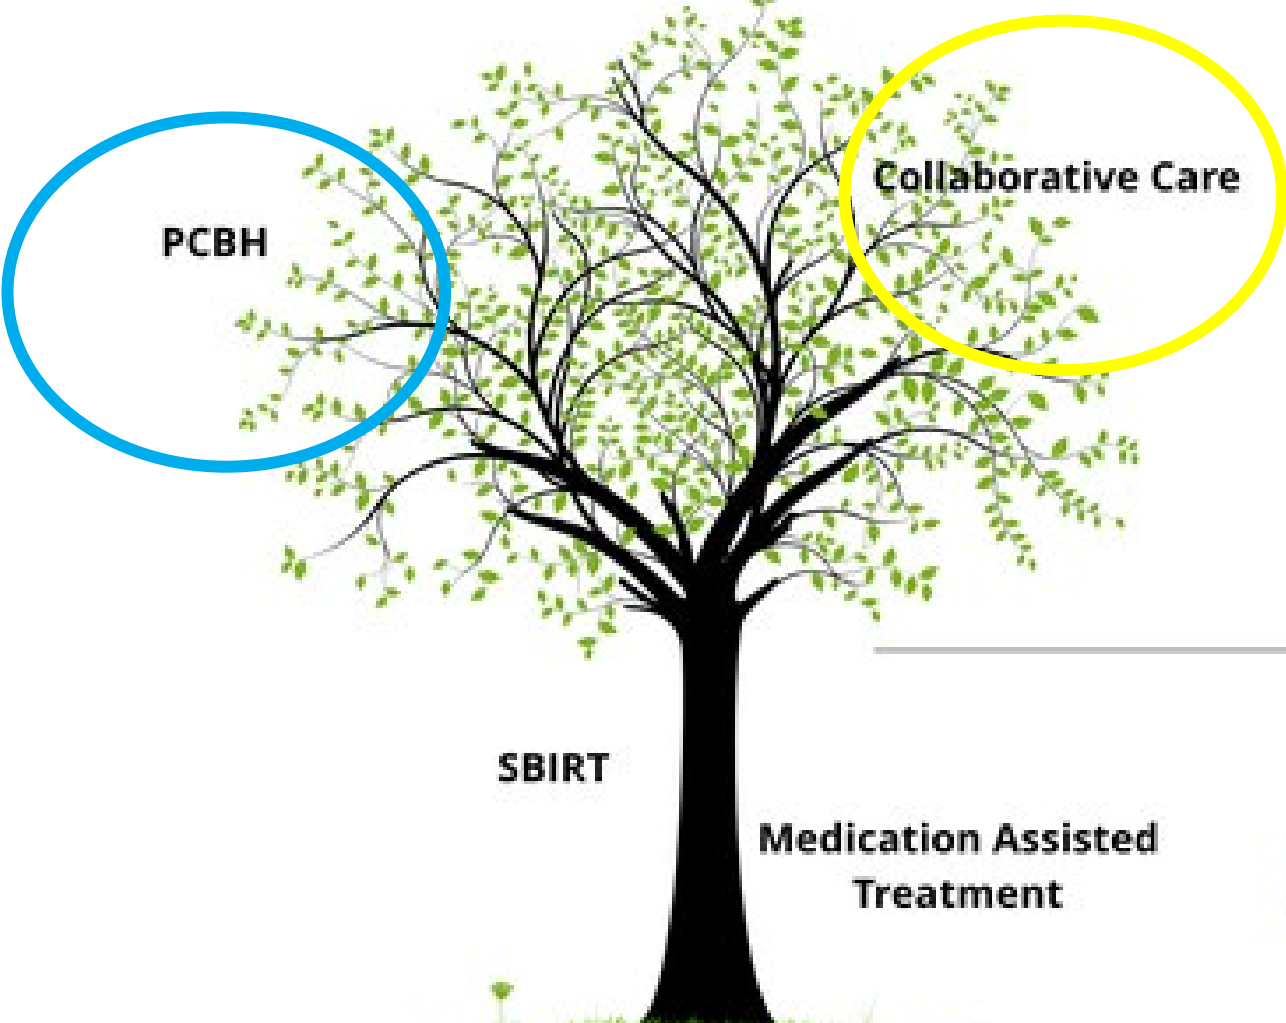 Collaborative Care
PCBH
SBIRT
Medication Assisted
Treatment